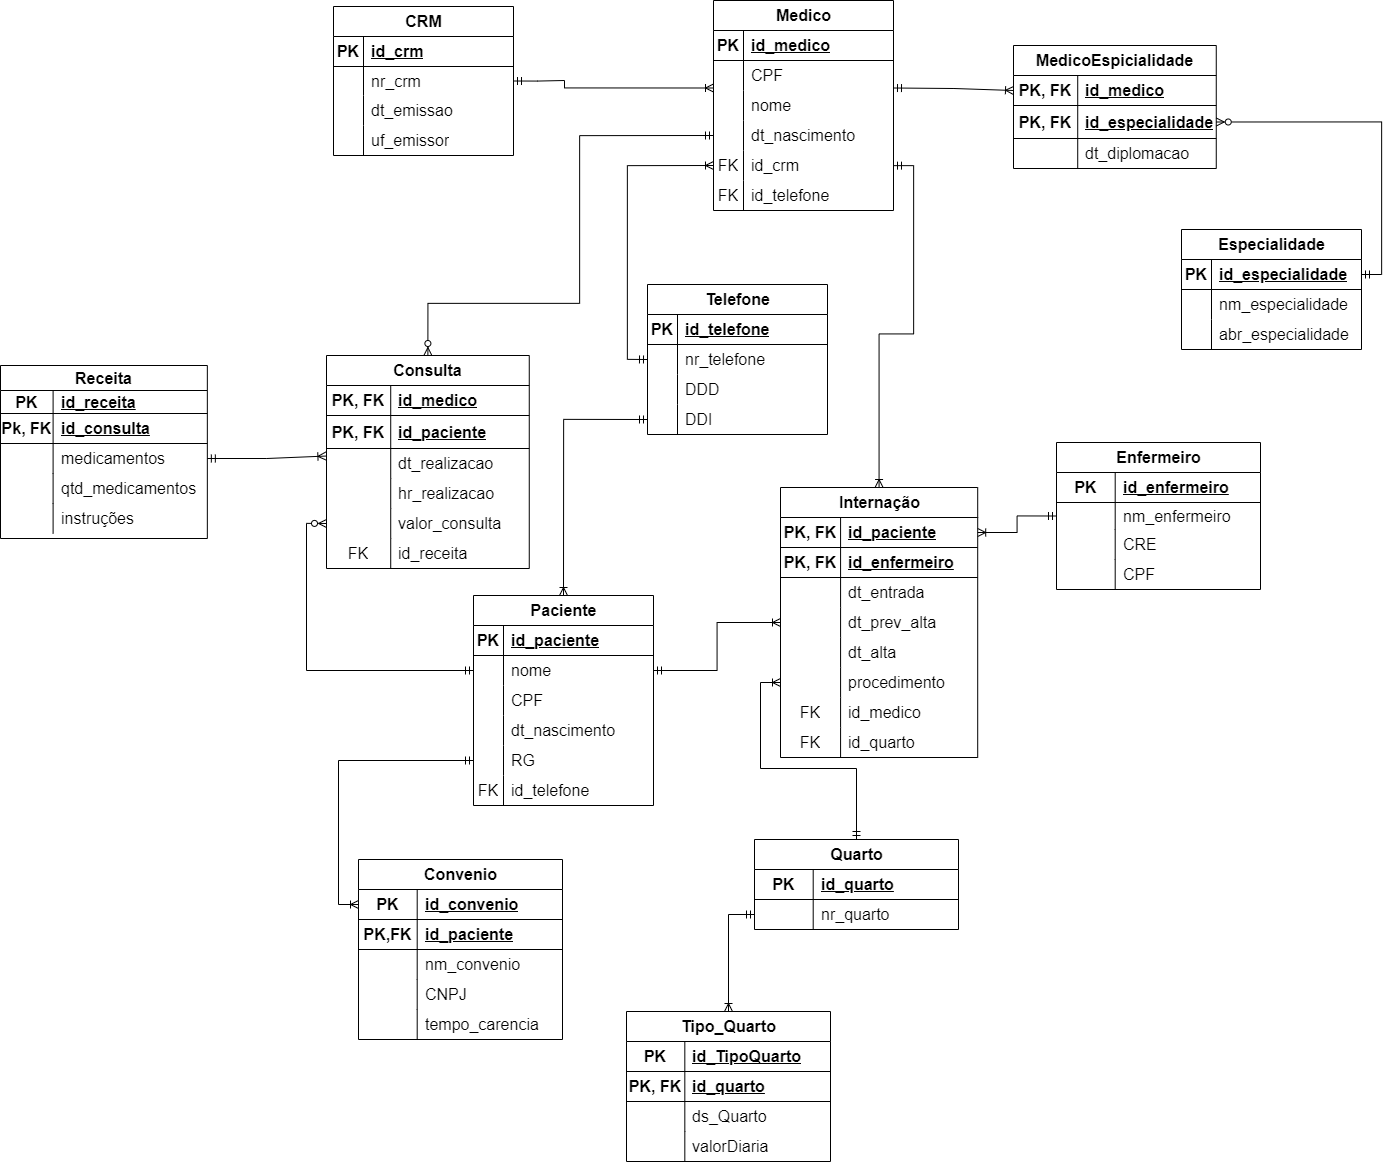 CRM
PK id_crm
nr_crm
dt_emissao
uf_emissor
Medico
PK id_medico
CPF
nome
dt_nascimento
FK id_crm
FK id_telefone
MedicoEspicialidade
PK, FK id_medico
PK, FK id_especialidade
dt_diplomacao
Especialidade
PK id_especialidade
nm_especialidade
abr_especialidade
Telefone
PK id_telefone
nr_telefone
DDD
DDI
Receita
PK id_receita
Pk, FK id_consulta
medicamentos
qtd_medicamentos
instruções
Consulta
PK, FK id_medico
PK, FK id_paciente
dt_realizacao
hr_realizacao
valor_consulta
FK id_receita
Enfermeiro
PK id_enfermeiro
nm_enfermeiro
CRE
CPF
Internação
PK, FK id_paciente
PK, FK id_enfermeiro
dt_entrada
dt_prev_alta
dt_alta
procedimento
FK id_medico
FK id_quarto
Paciente
PK id_paciente
nome
CPF
dt_nascimento
RG
FK id_telefone
Convenio
PK id_convenio
PK,FK id_paciente
nm_convenio
CNPJ
tempo_carencia
Quarto
PK id_quarto
nr_quarto
Tipo_Quarto
PK id_TipoQuarto
PK, FK id_quarto
ds_Quarto
valorDiaria